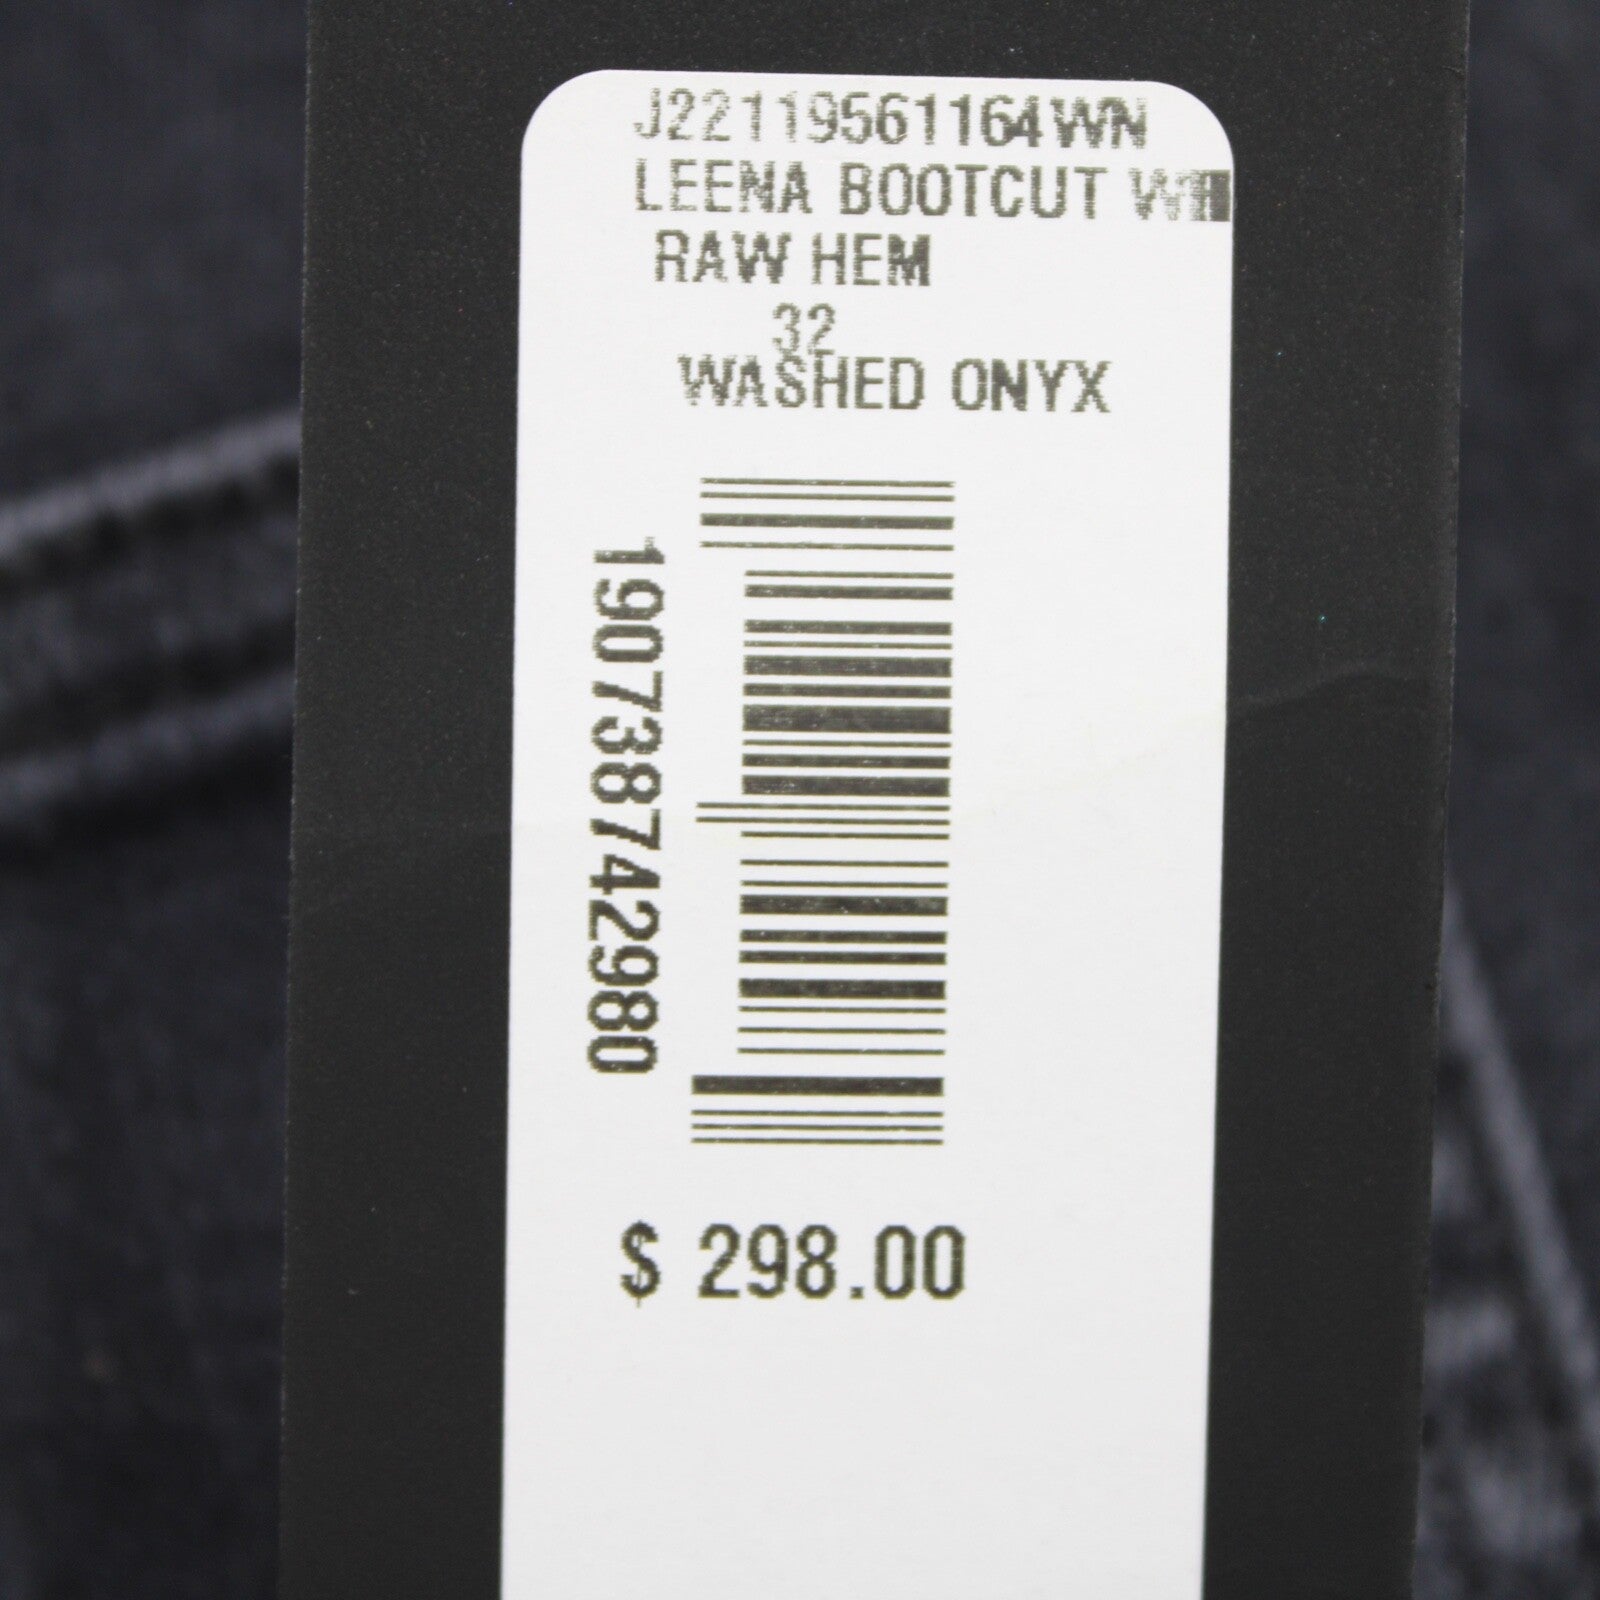 J22119561164WN
LEENA BOOTCUT
RAW HEM
32
WASHED ONYX
190738742980
$ 298.00